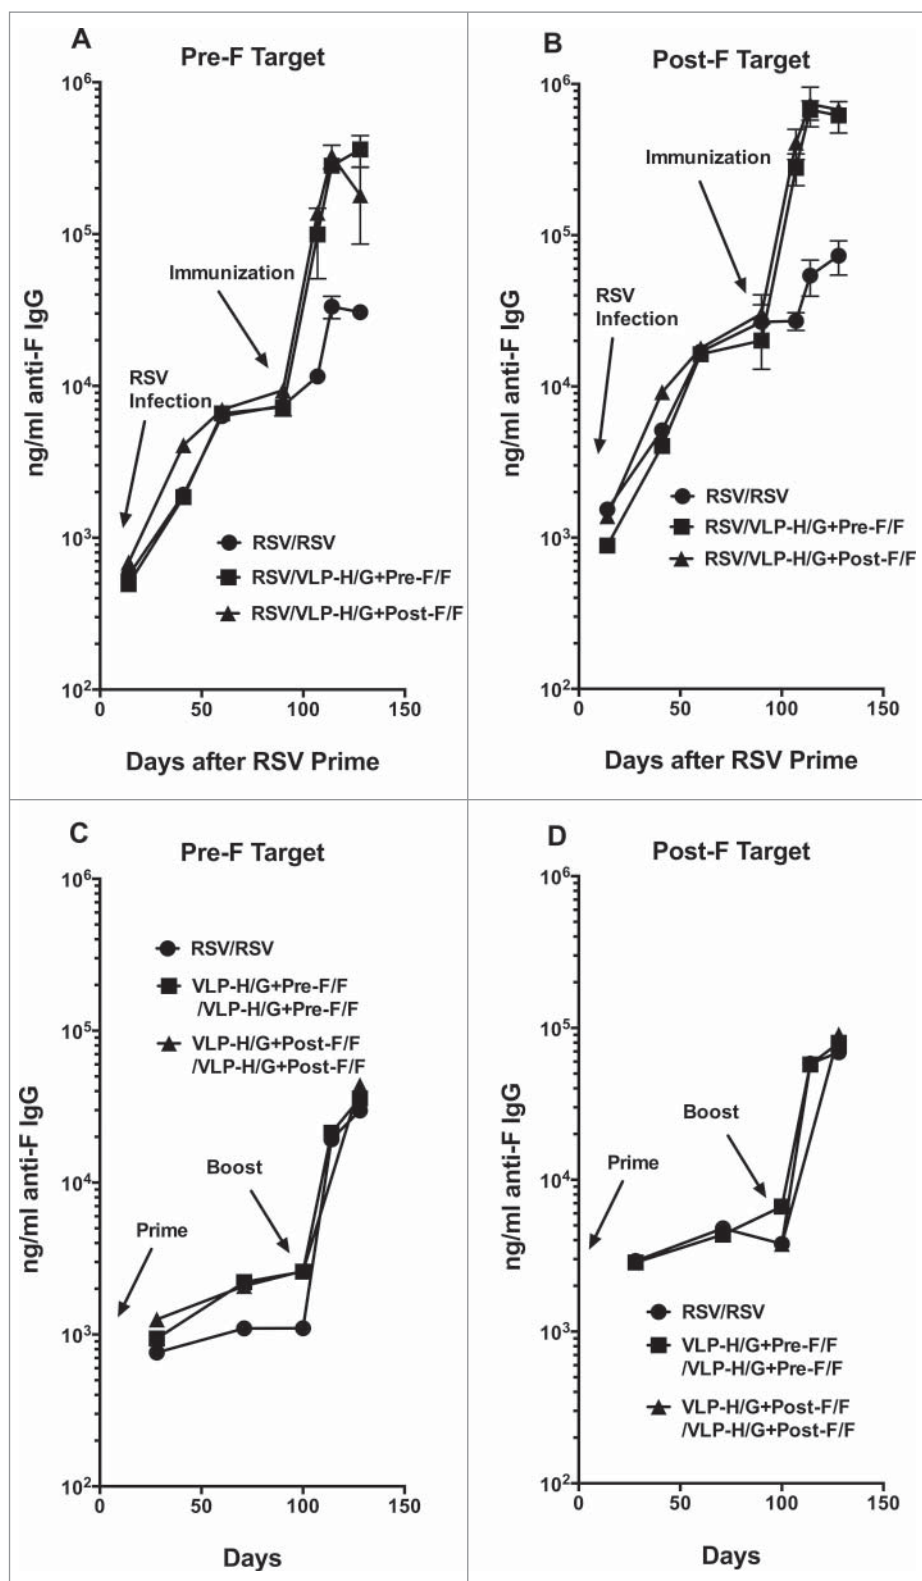 A
Pre-F Target
ng/ml anti-F IgG
10⁶
10⁵
10⁴
10³
10²
Immunization
RSV
Infection
RSV/RSV
RSV/VLP-H/G+Pre-F/F
RSV/VLP-H/G+Post-F/F
0 50 100 150
Days after RSV Prime
B
Post-F Target
ng/ml anti-F IgG
10⁶
10⁵
10⁴
10³
10²
Immunization
RSV
Infection
RSV/RSV
RSV/VLP-H/G+Pre-F/F
RSV/VLP-H/G+Post-F/F
0 50 100 150
Days after RSV Prime
C
Pre-F Target
ng/ml anti-F IgG
10⁶
10⁵
10⁴
10³
10²
RSV/RSV
VLP-H/G+Pre-F/F
/VLP-H/G+Pre-F/F
VLP-H/G+Post-F/F
/VLP-H/G+Post-F/F
Boost
Prime
0 50 100 150
Days
D
Post-F Target
ng/ml anti-F IgG
10⁶
10⁵
10⁴
10³
10²
Boost
Prime
RSV/RSV
VLP-H/G+Pre-F/F
/VLP-H/G+Pre-F/F
VLP-H/G+Post-F/F
/VLP-H/G+Post-F/F
0 50 100 150
Days